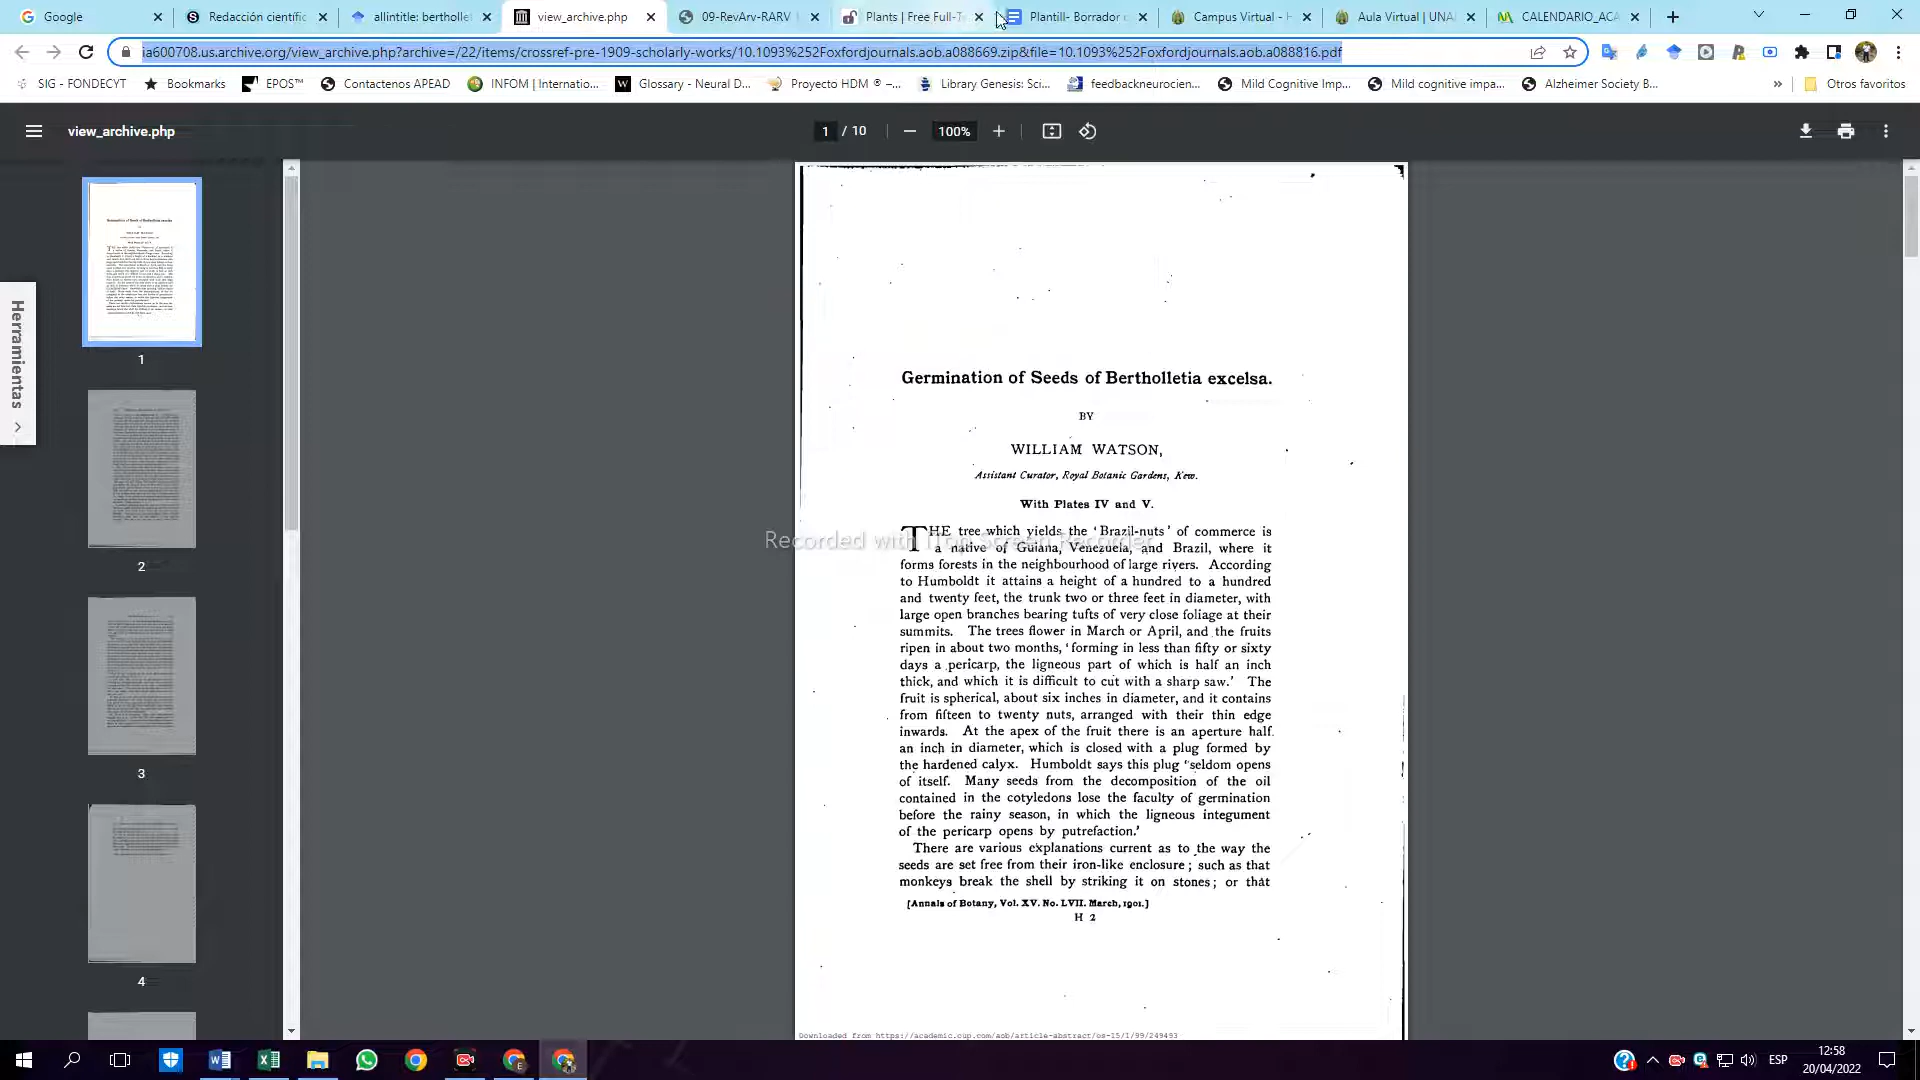 Google
Redacción científic
allintitle: bertholle
view_archive.php
09-RevArv-RARV
Plants | Free Full-Te
Plantill- Borrador d
Campus Virtual - H
Aula Virtual | UNA
CALENDARIO_ACA
ia600708.us.archive.org/view_archive.php?archive=/22/items/crossref-pre-1909-scholarly-works/10.1093%252Foxfordjournals.aob.a088669.zip&file=10.1093%252Foxfordjournals.aob.a088816.pdf
SIG - FONDECYT
Bookmarks
EPOS™
Contactenos APEAD
INFOM | Internatio...
Glossary - Neural D...
Proyecto HDM ® –...
Library Genesis: Sci...
feedbackneurocien...
Mild Cognitive Imp...
Mild cognitive impa...
Alzheimer Society B...
»
Otros favoritos
view_archive.php
1 / 10
100%
Herramientas
1
2
3
4
Germination of Seeds of Bertholletia excelsa.
BY
WILLIAM WATSON,
Assistant Curator, Royal Botanic Gardens, Kew.
With Plates IV and V.
THE tree which yields the 'Brazil-nuts' of commerce is
a native of Guiana, Venezuela, and Brazil, where it
forms forests in the neighbourhood of large rivers. According
to Humboldt it attains a height of a hundred to a hundred
and twenty feet, the trunk two or three feet in diameter, with
large open branches bearing tufts of very close foliage at their
summits. The trees flower in March or April, and the fruits
ripen in about two months, 'forming in less than fifty or sixty
days a pericarp, the ligneous part of which is half an inch
thick, and which it is difficult to cut with a sharp saw.' The
fruit is spherical, about six inches in diameter, and it contains
from fifteen to twenty nuts, arranged with their thin edge
inwards. At the apex of the fruit there is an aperture half
an inch in diameter, which is closed with a plug formed by
the hardened calyx. Humboldt says this plug 'seldom opens
of itself. Many seeds from the decomposition of the oil
contained in the cotyledons lose the faculty of germination
before the rainy season, in which the ligneous integument
of the pericarp opens by putrefaction.'
There are various explanations current as to the way the
seeds are set free from their iron-like enclosure; such as that
monkeys break the shell by striking it on stones; or that
[Annals of Botany, Vol. XV. No. LVII. March, 1901.]
H 2
Downloaded from https://academic.oup.com/aob/article-abstract/os-15/1/99/249493
Recorded with iTop Screen Recorder
ESP
12:58
20/04/2022